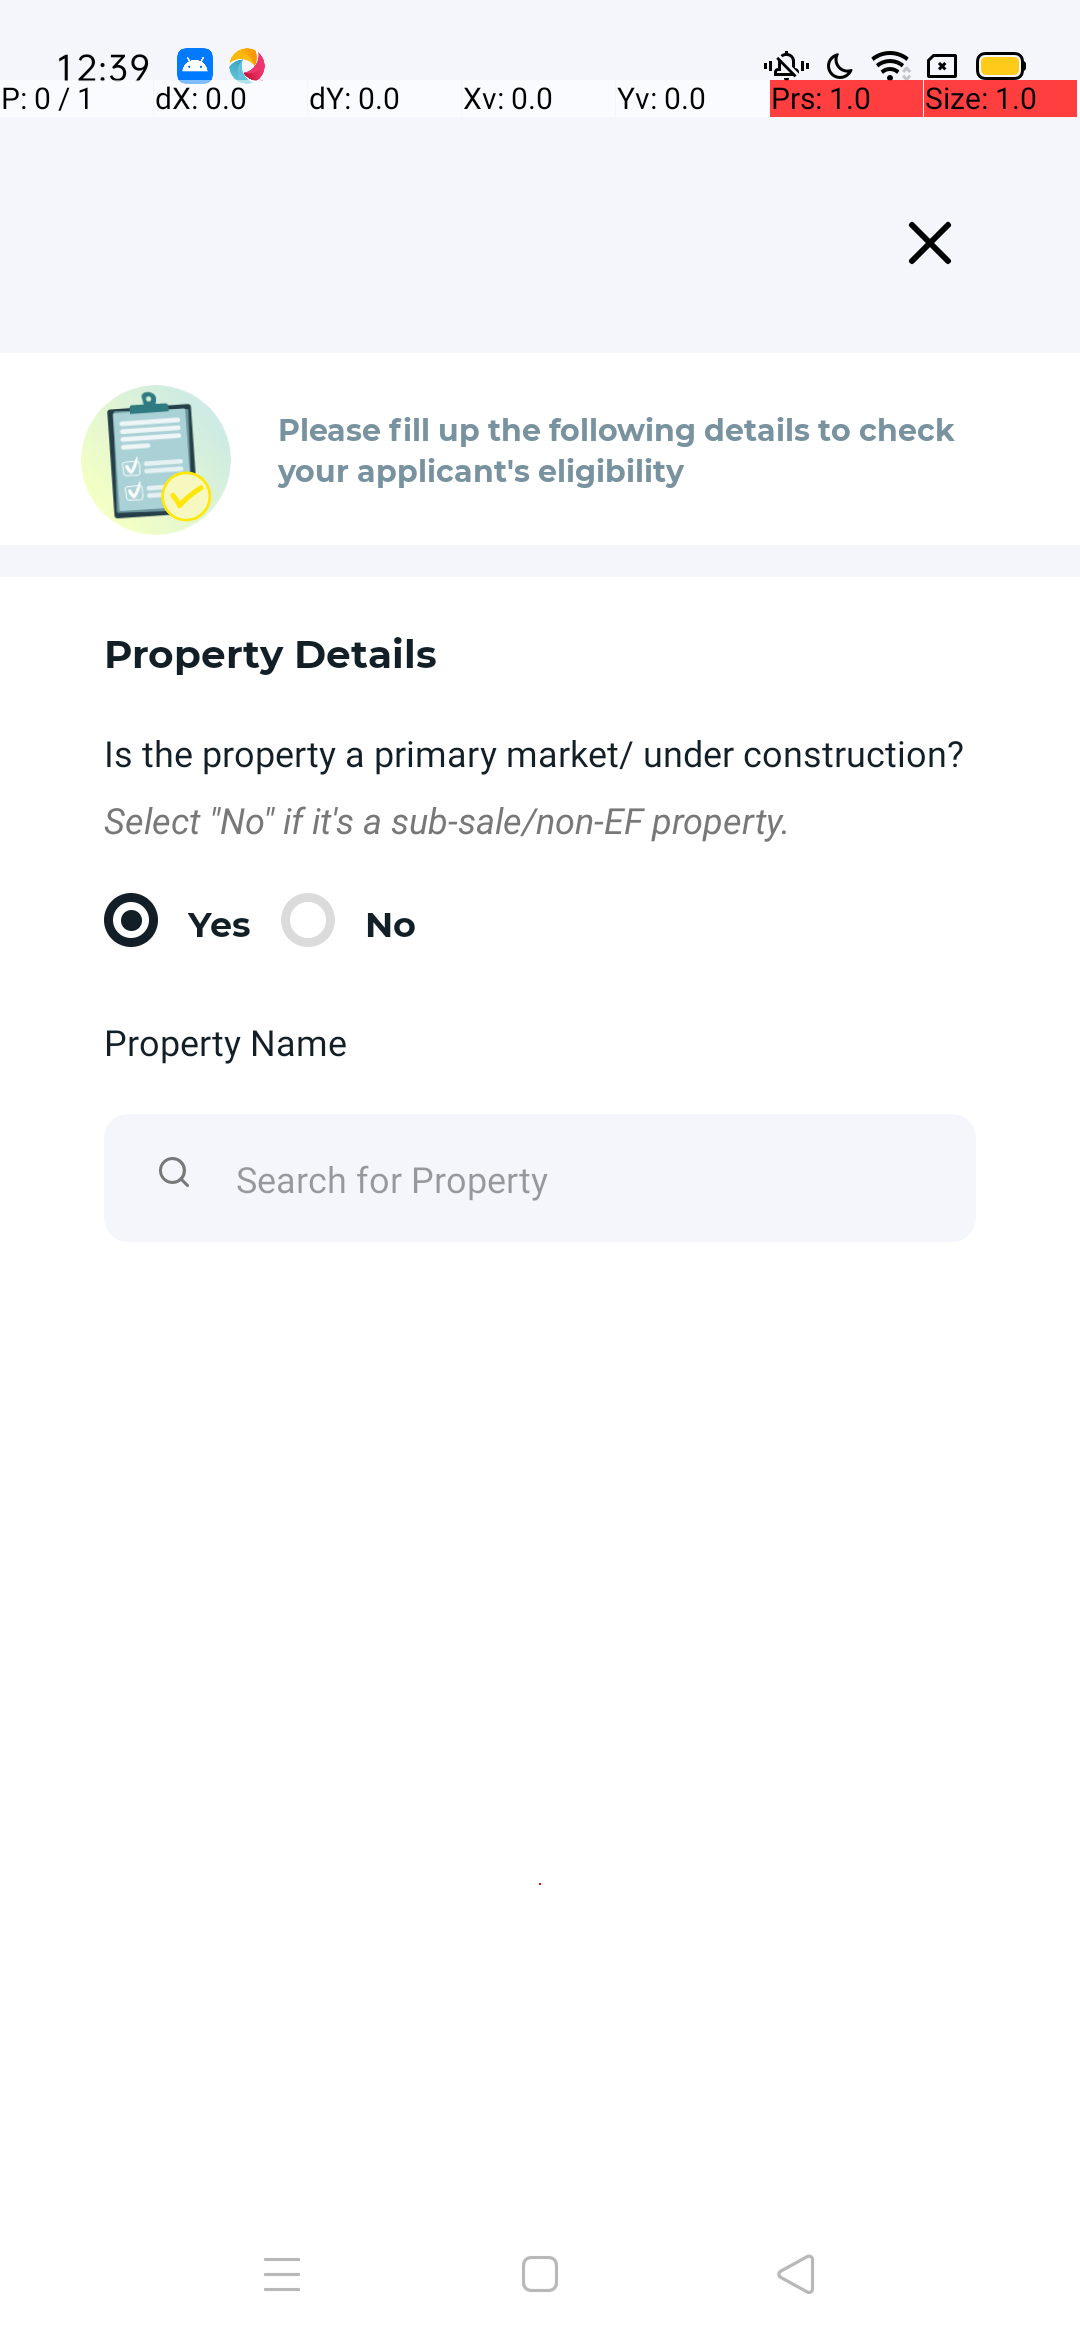 12:39
P: 0 / 1 dX: 0.0 dY: 0.0 Xv: 0.0 Yv: 0.0 Prs: 1.0 Size: 1.0
Please fill up the following details to check
your applicant's eligibility
Property Details
Is the property a primary market/ under construction?
Select "No" if it's a sub-sale/non-EF property.
Yes No
Property Name
Search for Property